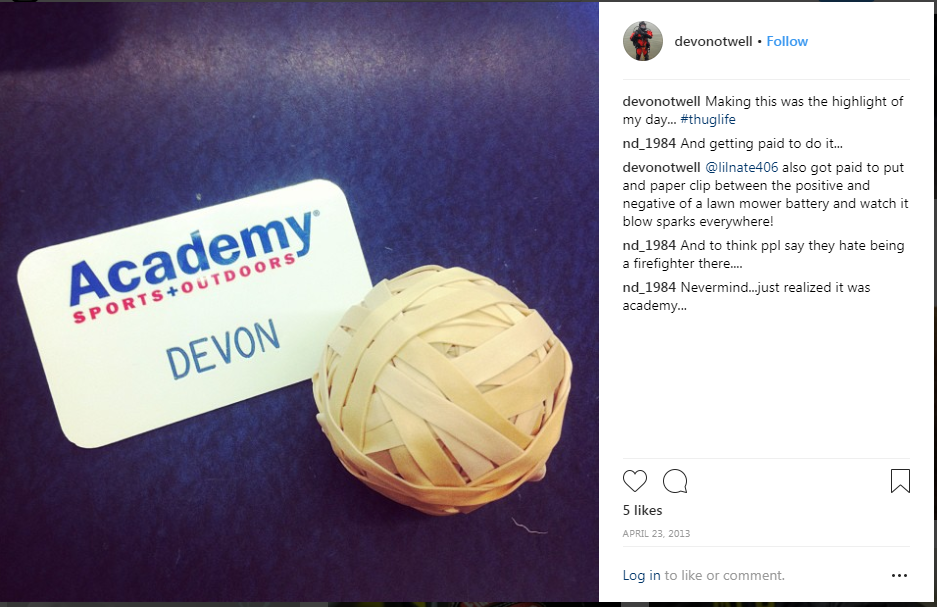 Academy®
SPORTS+OUTDOORS
DEVON
devonotwell • Follow
devonotwell Making this was the highlight of
my day... #thuglife
nd_1984 And getting paid to do it...
devonotwell @lilnate406 also got paid to put
and paper clip between the positive and
negative of a lawn mower battery and watch it
blow sparks everywhere!
nd_1984 And to think ppl say they hate being
a firefighter there....
nd_1984 Nevermind...just realized it was
academy...
5 likes
APRIL 23, 2013
Log in to like or comment.